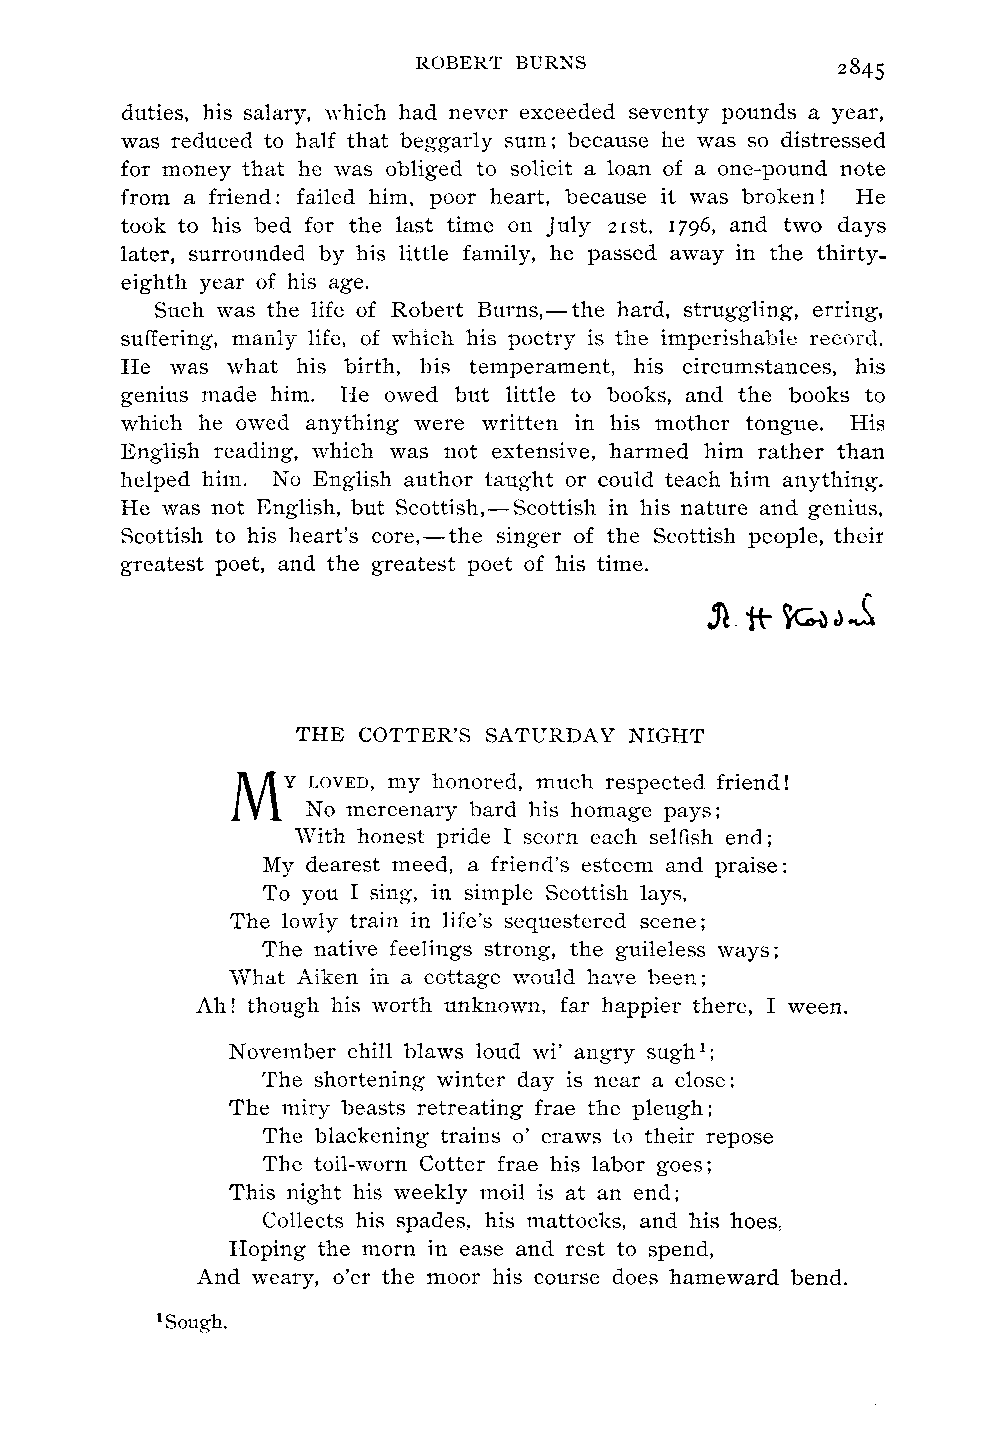 ROBERT BURNS 2845
duties, his salary, which had never exceeded seventy pounds a year,
was reduced to half that beggarly sum; because he was so distressed
for money that he was obliged to solicit a loan of a one-pound note
from a friend: failed him, poor heart, because it was broken! He
took to his bed for the last time on July 21st, 1796, and two days
later, surrounded by his little family, he passed away in the thirty-
eighth year of his age.
Such was the life of Robert Burns,—the hard, struggling, erring,
suffering, manly life, of which his poetry is the imperishable record.
He was what his birth, his temperament, his circumstances, his
genius made him. He owed but little to books, and the books to
which he owed anything were written in his mother tongue. His
English reading, which was not extensive, harmed him rather than
helped him. No English author taught or could teach him anything.
He was not English, but Scottish,—Scottish in his nature and genius,
Scottish to his heart's core,—the singer of the Scottish people, their
greatest poet, and the greatest poet of his time.
R. H
THE COTTER'S SATURDAY NIGHT
MY LOVED, my honored, much respected friend!
No mercenary bard his homage pays;
With honest pride I scorn each selfish end;
My dearest meed, a friend's esteem and praise:
To you I sing, in simple Scottish lays,
The lowly train in life's sequestered scene;
The native feelings strong, the guileless ways;
What Aiken in a cottage would have been;
Ah! though his worth unknown, far happier there, I ween.
November chill blaws loud wi' angry sugh¹;
The shortening winter day is near a close;
The miry beasts retreating frae the pleugh;
The blackening trains o' craws to their repose
The toil-worn Cotter frae his labor goes;
This night his weekly moil is at an end;
Collects his spades, his mattocks, and his hoes,
Hoping the morn in ease and rest to spend,
And weary, o'er the moor his course does hameward bend.
¹Sough.